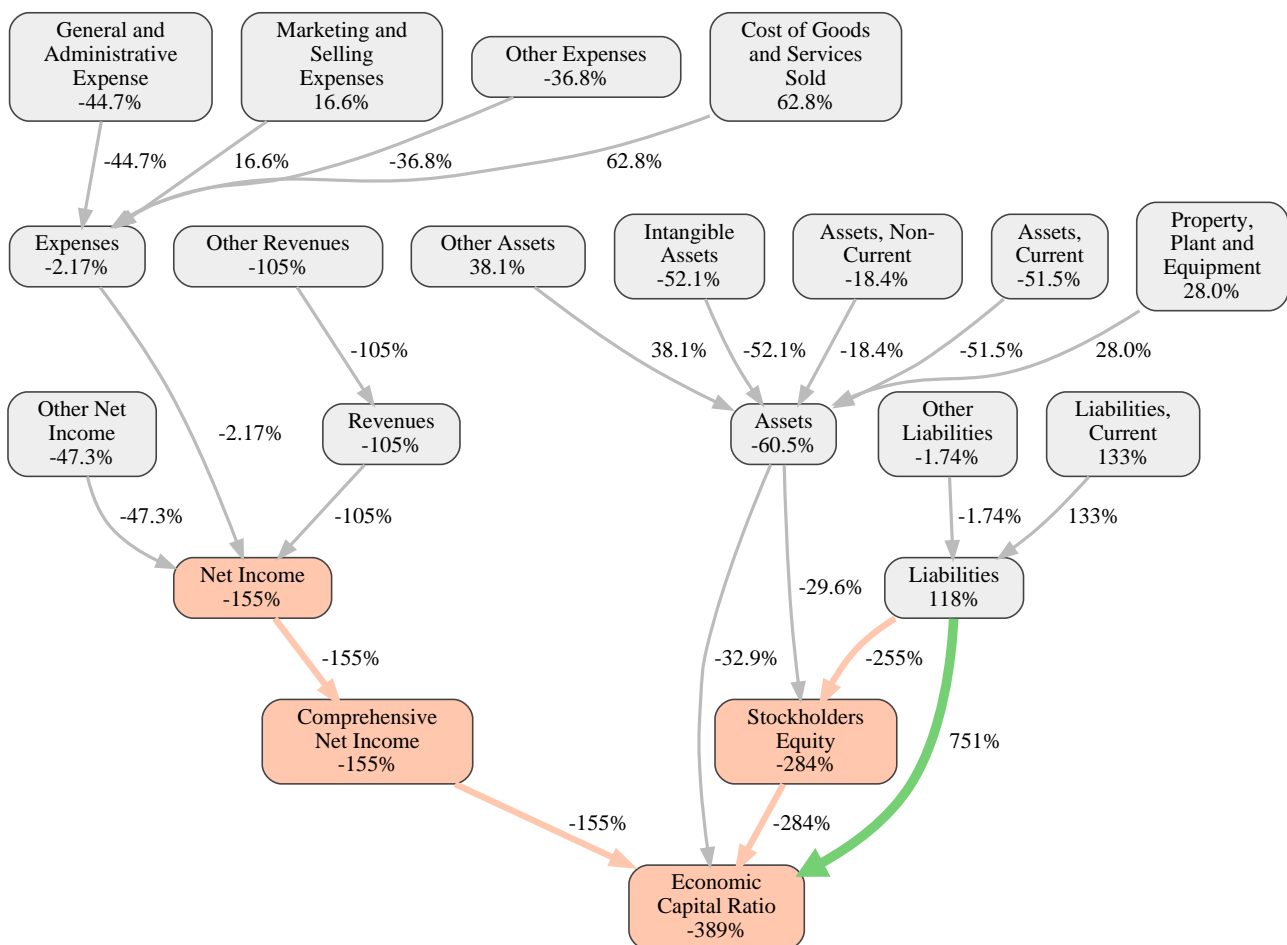 General and
Administrative
Expense
-44.7%
Marketing and
Selling
Expenses
16.6%
Other Expenses
-36.8%
Cost of Goods
and Services
Sold
62.8%
-44.7%
16.6%
-36.8%
62.8%
Expenses
-2.17%
Other Revenues
-105%
Other Assets
38.1%
Intangible
Assets
-52.1%
Assets, Non-
Current
-18.4%
Assets,
Current
-51.5%
Property,
Plant and
Equipment
28.0%
-105%
38.1%
-52.1%
-18.4%
-51.5%
28.0%
Other Net
Income
-47.3%
-2.17%
Revenues
-105%
Assets
-60.5%
Other
Liabilities
-1.74%
Liabilities,
Current
133%
-47.3%
-105%
-1.74%
133%
Net Income
-155%
-29.6%
Liabilities
118%
-155%
-32.9%
-255%
Comprehensive
Net Income
-155%
Stockholders
Equity
-284%
751%
-155%
-284%
Economic
Capital Ratio
-389%